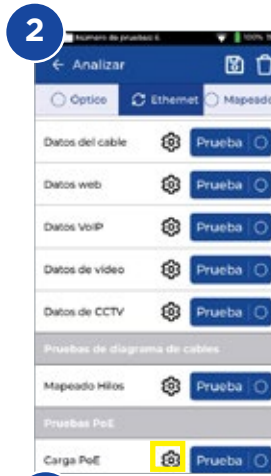 2
Número de pruebas: 6 100%
Analizar
Óptico Ethernet Mapeado
Datos del cable Prueba
Datos web Prueba
Datos VoIP Prueba
Datos de video Prueba
Datos de CCTV Prueba
Pruebas de diagrama de cables
Mapeado Hilos Prueba
Pruebas PoE
Carga PoE Prueba